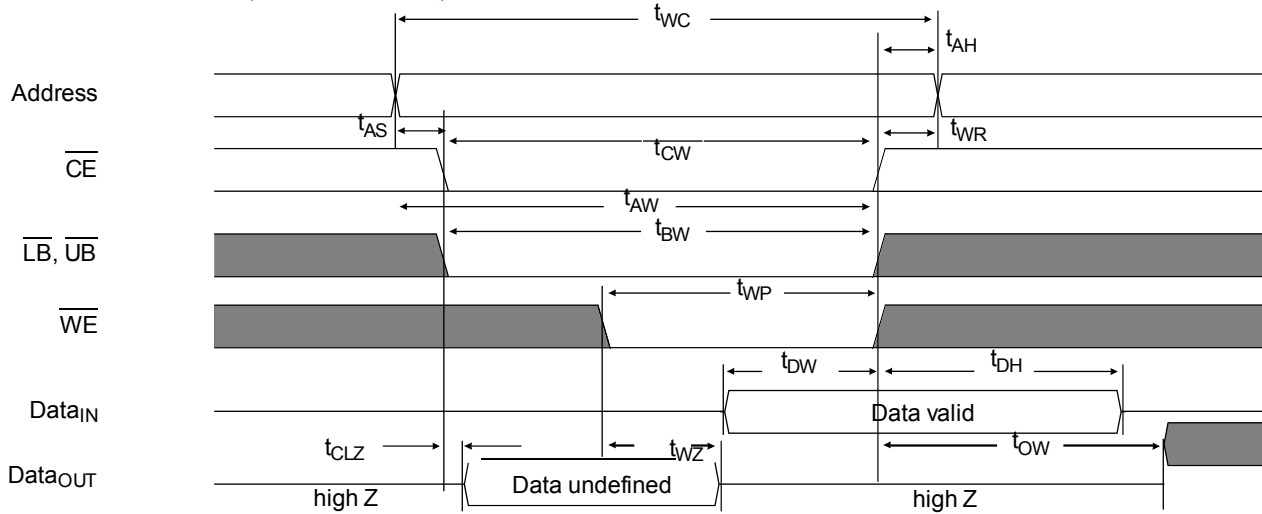 tWC
tAH
Address
tAS
tWR
CE
tCW
tAW
LB, UB
tBW
WE
tWP
tDW
tDH
DataIN
Data valid
tCLZ
tWZ
tOW
DataOUT
high Z
Data undefined
high Z